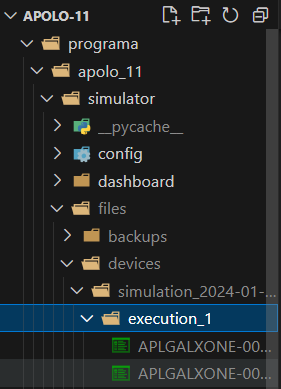 APOLO-11
programa
apolo_11
simulator
__pycache__
config
dashboard
files
backups
devices
simulation_2024-01-...
execution_1
APLGALXONE-00...
APLGALXONE-00...